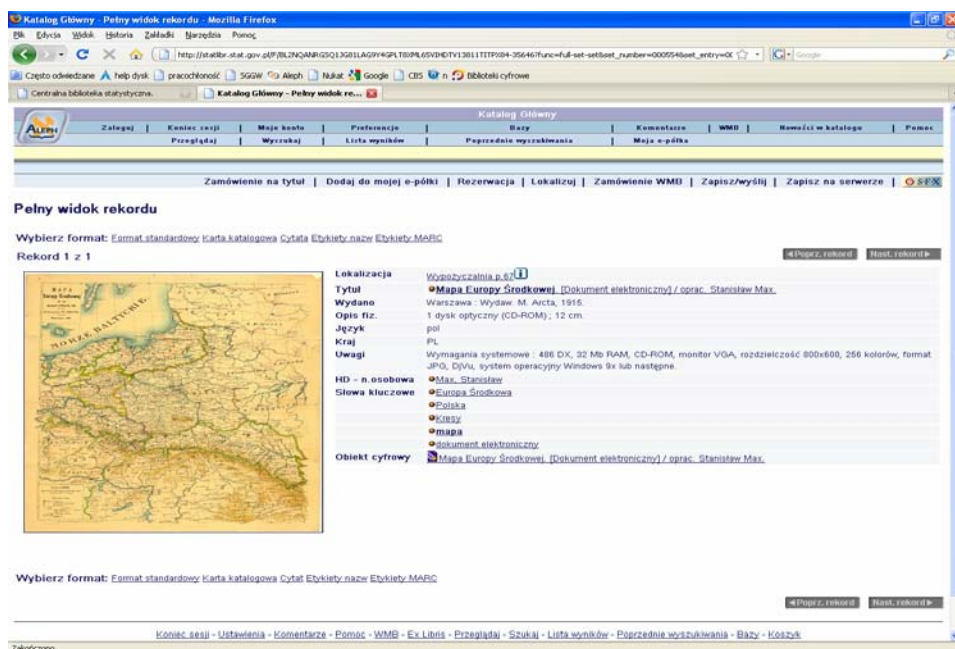 Katalog Główny - Pełny widok rekordu - Mozilla Firefox
Plik Edycja Widok Historia Zakładki Narzędzia Pomoc
Google
Często odwiedzane help dysk pracochłoność SGGW Aleph Nukat Google CBS n Biblioteki cyfrowe
Centralna biblioteka statystyczna. Katalog Główny - Pełny widok re...
Katalog Główny
ALEPH Zaloguj | Koniec sesji | Moje konto | Preferencje | Bazy | Komentarze | WMB | Nowości w katalogu | Pomoc
Przeglądaj | Wyszukaj | Lista wyników | Poprzednie wyszukiwania | Moja e-półka
Zamówienie na tytuł | Dodaj do mojej e-półki | Rezerwacja | Lokalizuj | Zamówienie WMB | Zapisz/wyślij | Zapisz na serwerze | SFX
Pełny widok rekordu
Wybierz format: Format standardowy Karta katalogowa Cytata Etykiety nazw Etykiety MARC
Rekord 1 z 1
Poprz. rekord Nast. rekord
MAPA
Europy Środkowej
MORZE BAŁTYCKIE
Lokalizacja Wypożyczalnia p.67
Tytuł Mapa Europy Środkowej. [Dokument elektroniczny] / oprac. Stanisław Max.
Wydano Warszawa : Wydaw. M. Arcta, 1915.
Opis fiz. 1 dysk optyczny (CD-ROM) ; 12 cm.
Język pol
Kraj PL
Uwagi Wymagania systemowe : 486 DX, 32 Mb RAM, CD-ROM, monitor VGA, rozdzielczość 800x600, 256 kolorów, format
JPG, DjVu, system operacyjny Windows 9x lub następne.
HD - n.osobowa Max, Stanisław
Słowa kluczowe Europa Środkowa
Polska
Kresy
mapa
dokument elektroniczny
Obiekt cyfrowy Mapa Europy Środkowej. [Dokument elektroniczny] / oprac. Stanisław Max.
Wybierz format: Format standardowy Karta katalogowa Cytat Etykiety nazw Etykiety MARC
Poprz. rekord Nast. rekord
Koniec sesji - Ustawienia - Komentarze - Pomoc - WMB - Ex Libris - Przeglądaj - Szukaj - Lista wyników - Poprzednie wyszukiwania - Bazy - Koszyk
Zakończono